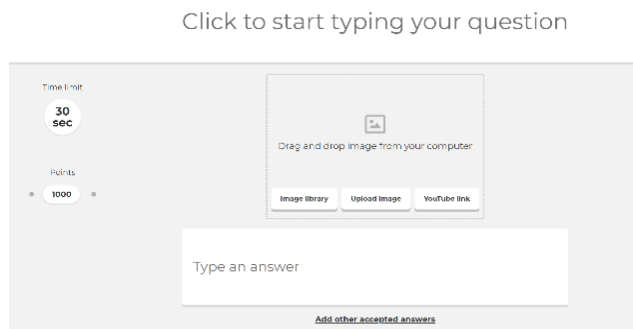 Click to start typing your question
Time limit
30
sec
Drag and drop image from your computer
Points
1000
Image library
Upload image
YouTube link
Type an answer
Add other accepted answers